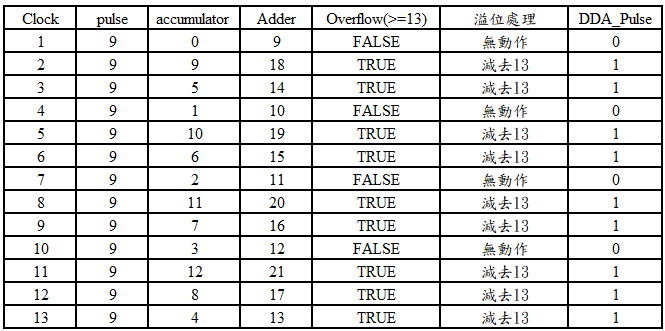 Clock pulse accumulator Adder Overflow(>=13) 溢位處理 DDA_Pulse
1 9 0 9 FALSE 無動作 0
2 9 9 18 TRUE 減去13 1
3 9 5 14 TRUE 減去13 1
4 9 1 10 FALSE 無動作 0
5 9 10 19 TRUE 減去13 1
6 9 6 15 TRUE 減去13 1
7 9 2 11 FALSE 無動作 0
8 9 11 20 TRUE 減去13 1
9 9 7 16 TRUE 減去13 1
10 9 3 12 FALSE 無動作 0
11 9 12 21 TRUE 減去13 1
12 9 8 17 TRUE 減去13 1
13 9 4 13 TRUE 減去13 1